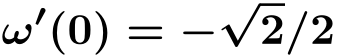 ω′(0) = −√2/2